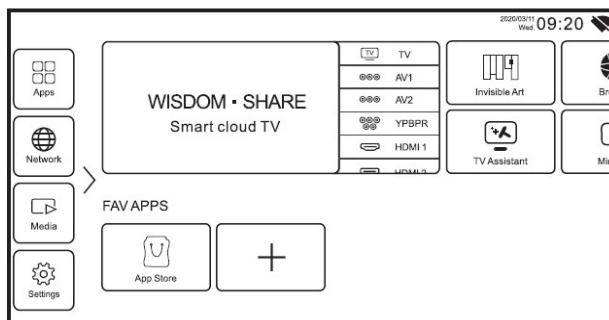 2020/03/11
Wed. 09:20
Apps
Network
Media
Settings
WISDOM • SHARE
Smart cloud TV
TV
TV
AV1
AV2
YPBPR
HDMI 1
Invisible Art
TV Assistant
FAV APPS
App Store